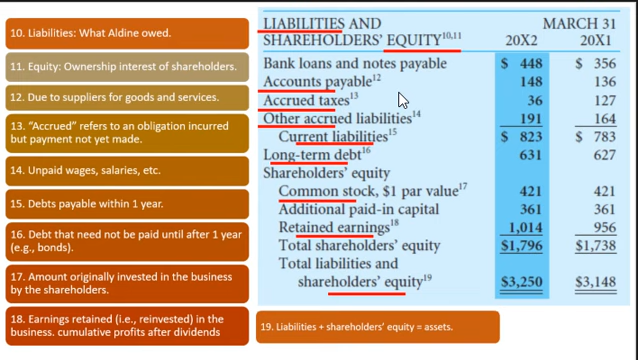 10. Liabilities: What Aldine owed.
11. Equity: Ownership interest of shareholders.
12. Due to suppliers for goods and services.
13. “Accrued” refers to an obligation incurred
but payment not yet made.
14. Unpaid wages, salaries, etc.
15. Debts payable within 1 year.
16. Debt that need not be paid until after 1 year
(e.g., bonds).
17. Amount originally invested in the business
by the shareholders.
18. Earnings retained (i.e., reinvested) in the
business. cumulative profits after dividends
LIABILITIES AND MARCH 31
SHAREHOLDERS’ EQUITY10,11 20X2 20X1
Bank loans and notes payable $ 448 $ 356
Accounts payable12 148 136
Accrued taxes13 36 127
Other accrued liabilities14 191 164
Current liabilities15 $ 823 $ 783
Long-term debt16 631 627
Shareholders’ equity
Common stock, $1 par value17 421 421
Additional paid-in capital 361 361
Retained earnings18 1,014 956
Total shareholders’ equity $1,796 $1,738
Total liabilities and
shareholders’ equity19 $3,250 $3,148
19. Liabilities + shareholders’ equity = assets.